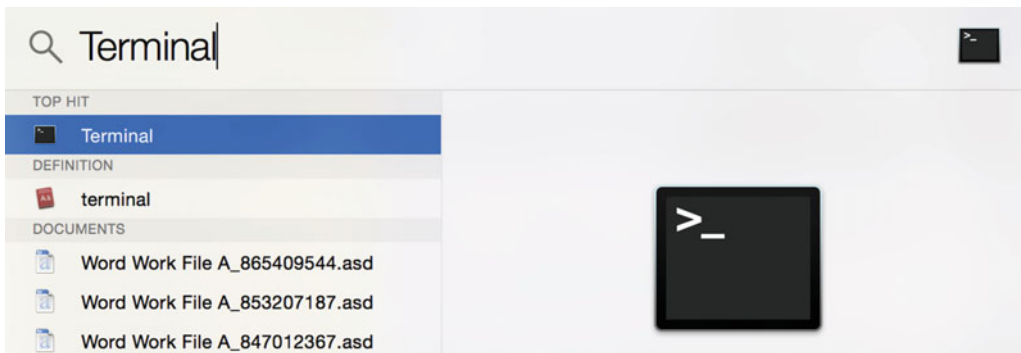 Terminal
TOP HIT
Terminal
DEFINITION
terminal
DOCUMENTS
Word Work File A_865409544.asd
Word Work File A_853207187.asd
Word Work File A_847012367.asd
>_